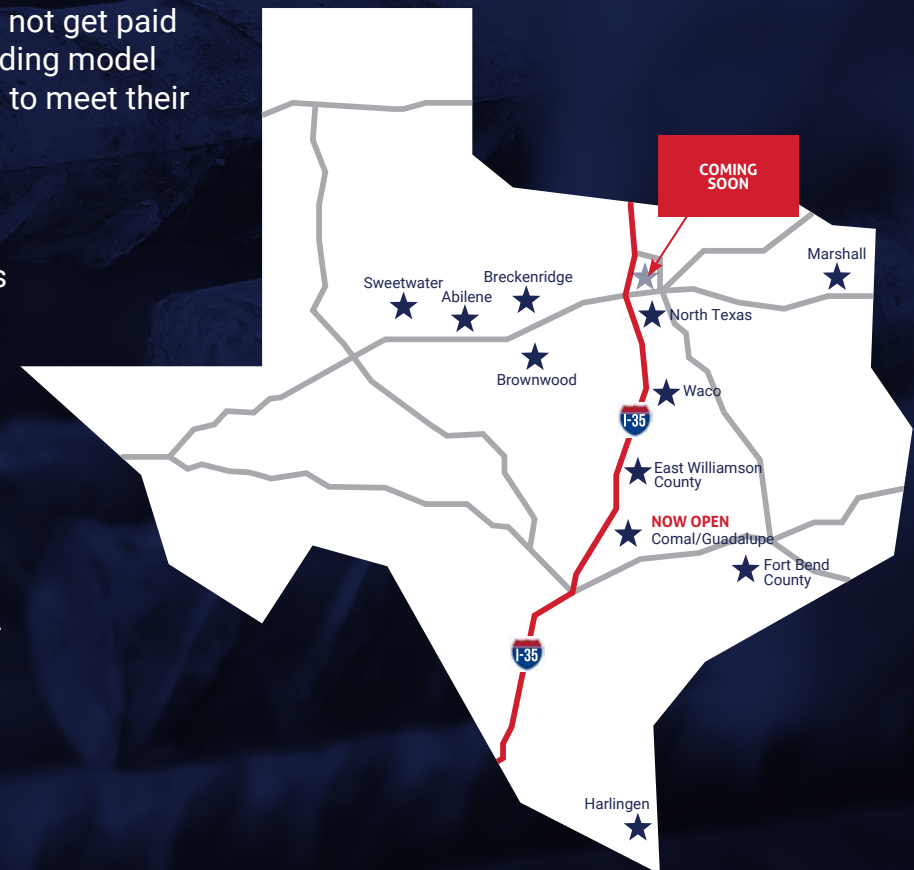 not get paid
ding model
to meet their
s
COMING
SOON
Marshall
Sweetwater
Abilene
Breckenridge
North Texas
Brownwood
Waco
I-35
East Williamson
County
NOW OPEN
Comal/Guadalupe
Fort Bend
County
I-35
Harlingen